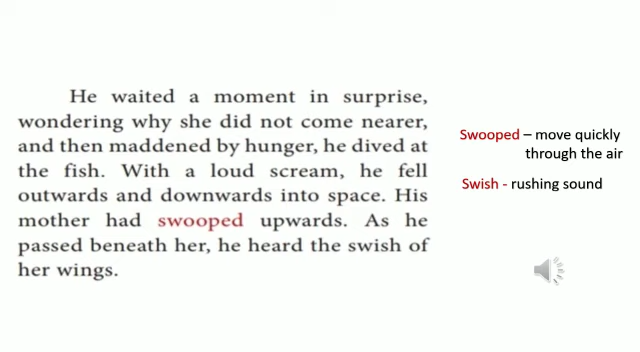 He waited a moment in surprise,
wondering why she did not come nearer,
and then maddened by hunger, he dived at
the fish. With a loud scream, he fell
outwards and downwards into space. His
mother had swooped upwards. As he
passed beneath her, he heard the swish of
her wings.
Swooped – move quickly
through the air
Swish - rushing sound